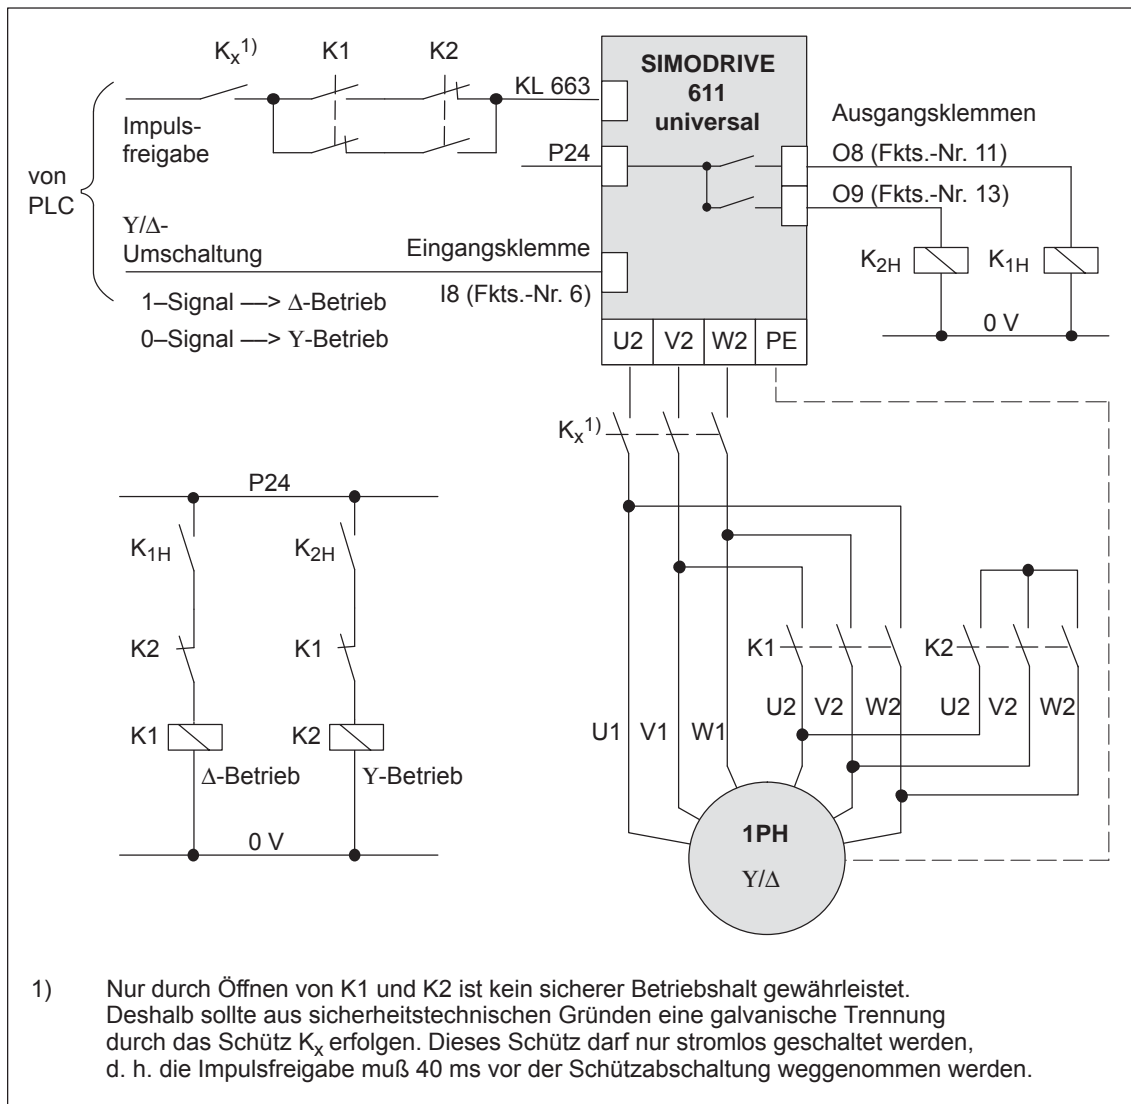 Kx1) K1 K2
KL 663
Impuls-
freigabe
von
PLC
Y/Δ-
Umschaltung
1–Signal —–> Δ-Betrieb
0–Signal —–> Y-Betrieb
P24
Eingangsklemme
I8 (Fkts.-Nr. 6)
SIMODRIVE
611
universal
Ausgangsklemmen
O8 (Fkts.-Nr. 11)
O9 (Fkts.-Nr. 13)
K2H K1H
0 V
U2 V2 W2 PE
Kx1)
P24
K1H K2H
K2 K1
K1 K2
Δ-Betrieb Y-Betrieb
0 V
K1 K2
U2 V2 W2 U2 V2 W2
U1 V1 W1
1PH
Y/Δ
1) Nur durch Öffnen von K1 und K2 ist kein sicherer Betriebshalt gewährleistet.
Deshalb sollte aus sicherheitstechnischen Gründen eine galvanische Trennung
durch das Schütz Kx erfolgen. Dieses Schütz darf nur stromlos geschaltet werden,
d. h. die Impulsfreigabe muß 40 ms vor der Schützabschaltung weggenommen werden.